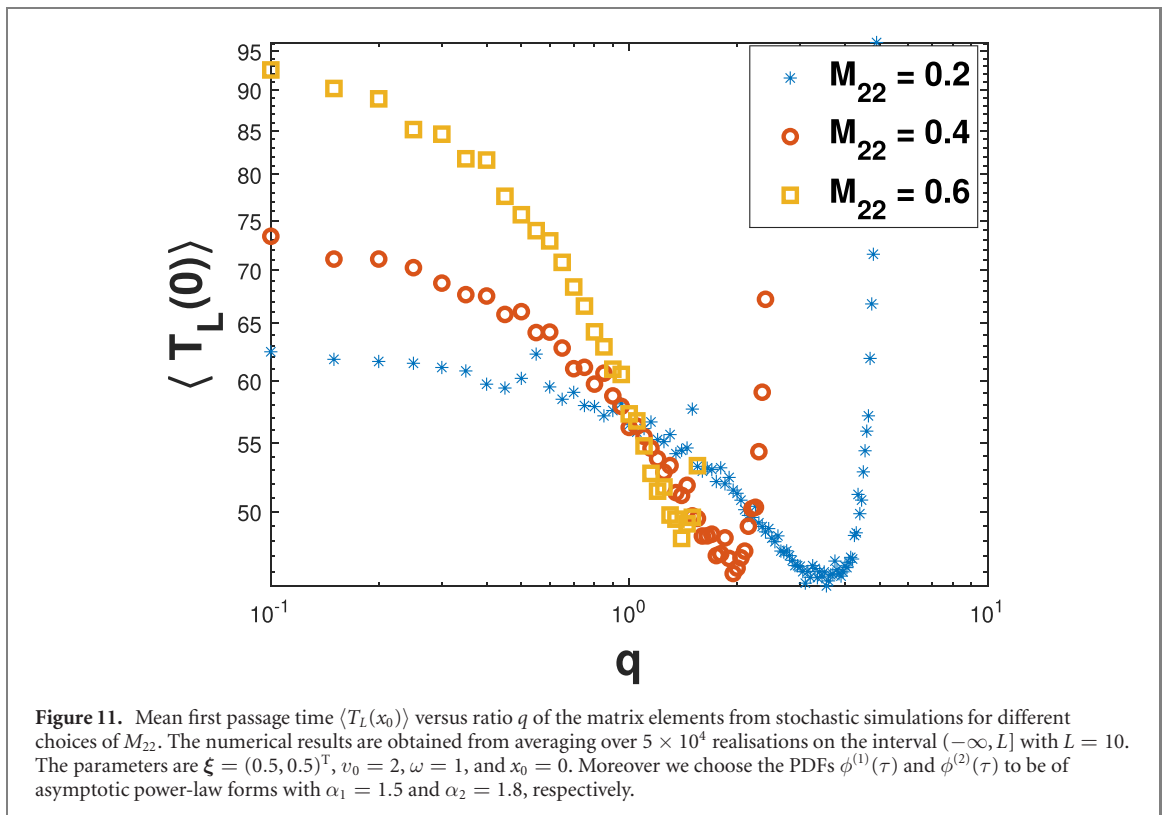 95
90
85
80
75
70
65
60
55
50
⟨ T_L(0)⟩
M_22 = 0.2
M_22 = 0.4
M_22 = 0.6
10^-1
10^0
10^1
q
Figure 11. Mean first passage time ⟨T_L(x_0)⟩ versus ratio q of the matrix elements from stochastic simulations for different
choices of M_22. The numerical results are obtained from averaging over 5 × 10^4 realisations on the interval (−∞, L] with L = 10.
The parameters are ξ = (0.5, 0.5)^T, v_0 = 2, ω = 1, and x_0 = 0. Moreover we choose the PDFs ϕ^(1)(τ) and ϕ^(2)(τ) to be of
asymptotic power-law forms with α_1 = 1.5 and α_2 = 1.8, respectively.